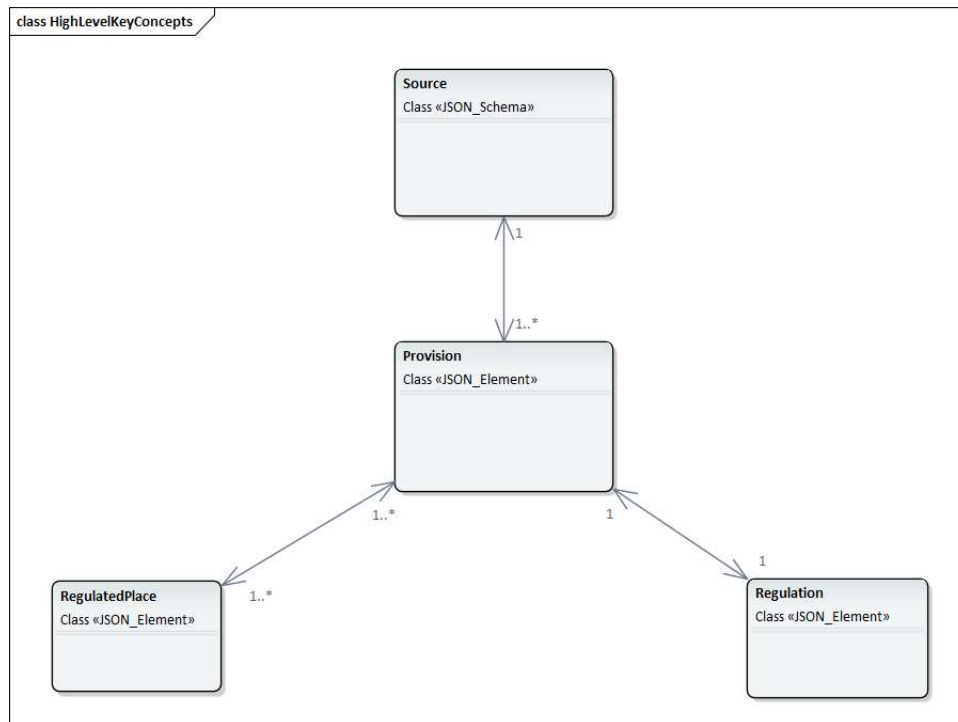 class HighLevelKeyConcepts
Source
Class «JSON_Schema»
1
1..*
Provision
Class «JSON_Element»
1..*
1
1..*
1
RegulatedPlace
Class «JSON_Element»
Regulation
Class «JSON_Element»